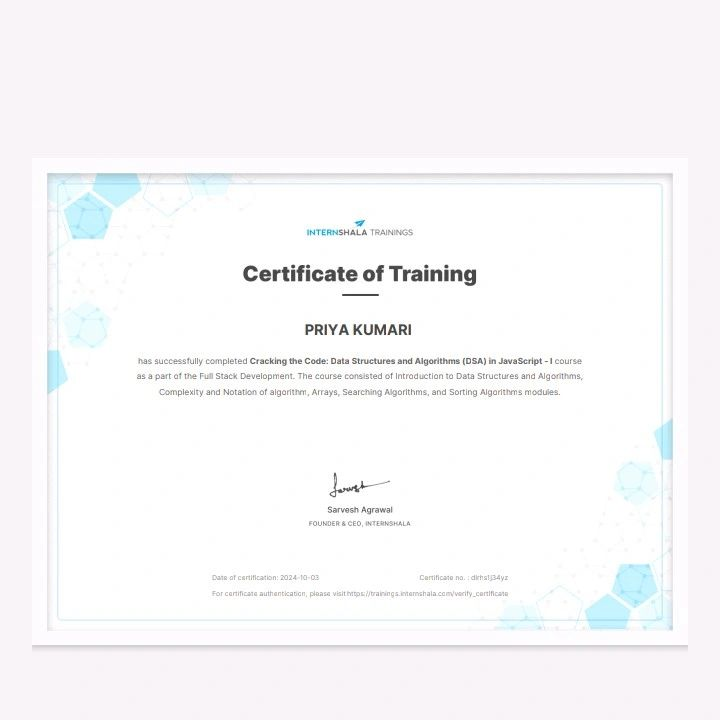 INTERNSHALA TRAININGS
Certificate of Training
PRIYA KUMARI
has successfully completed Cracking the Code: Data Structures and Algorithms (DSA) in JavaScript - I course
as a part of the Full Stack Development. The course consisted of Introduction to Data Structures and Algorithms,
Complexity and Notation of algorithm, Arrays, Searching Algorithms, and Sorting Algorithms modules.
Sarvesh
Sarvesh Agrawal
FOUNDER & CEO, INTERNSHALA
Date of certification: 2024-10-03 Certificate no. : dlrhs1j34yz
For certificate authentication, please visit https://trainings.internshala.com/verify_certificate